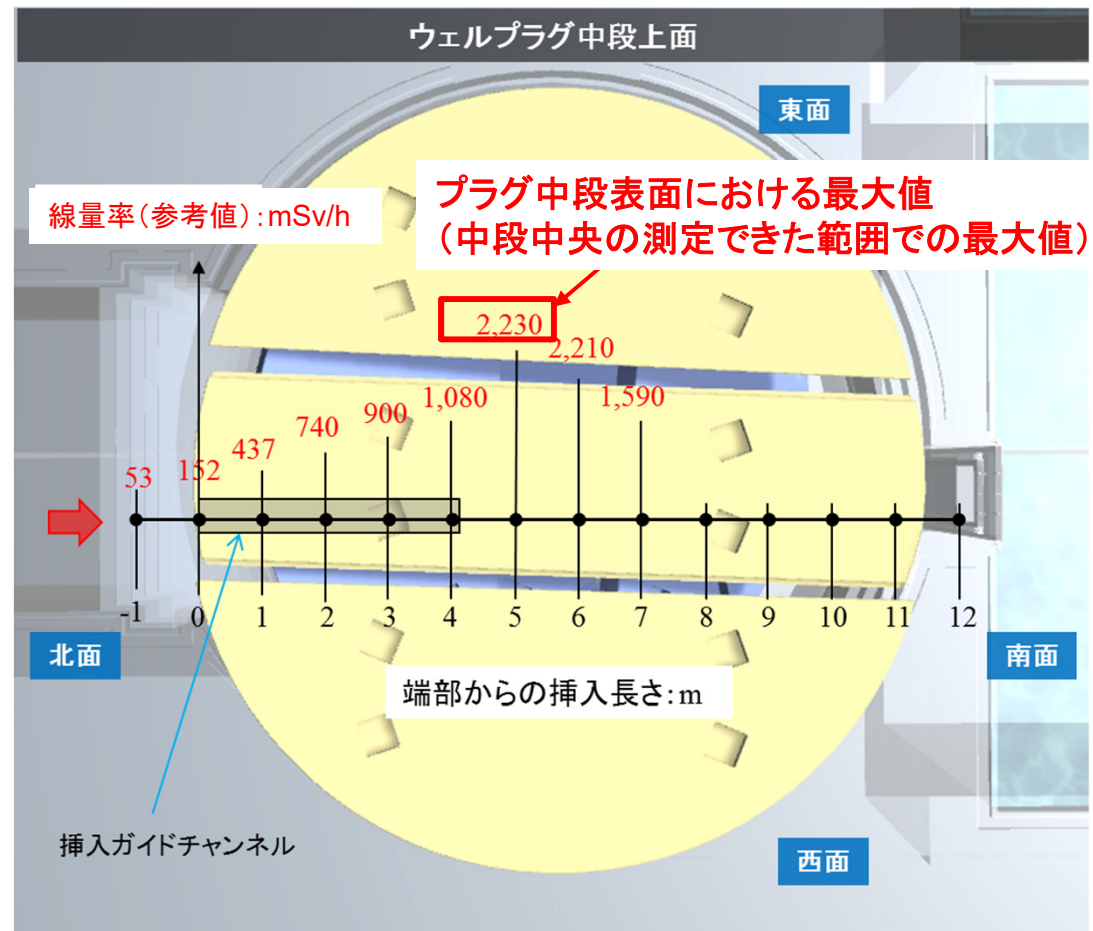 ウェルプラグ中段上面
東面
線量率(参考値):mSv/h
プラグ中段表面における最大値
(中段中央の測定できた範囲での最大値)
2,230
2,210
1,590
1,080
900
740
437
152
53
-1 0 1 2 3 4 5 6 7 8 9 10 11 12
北面
南面
端部からの挿入長さ:m
挿入ガイドチャンネル
西面